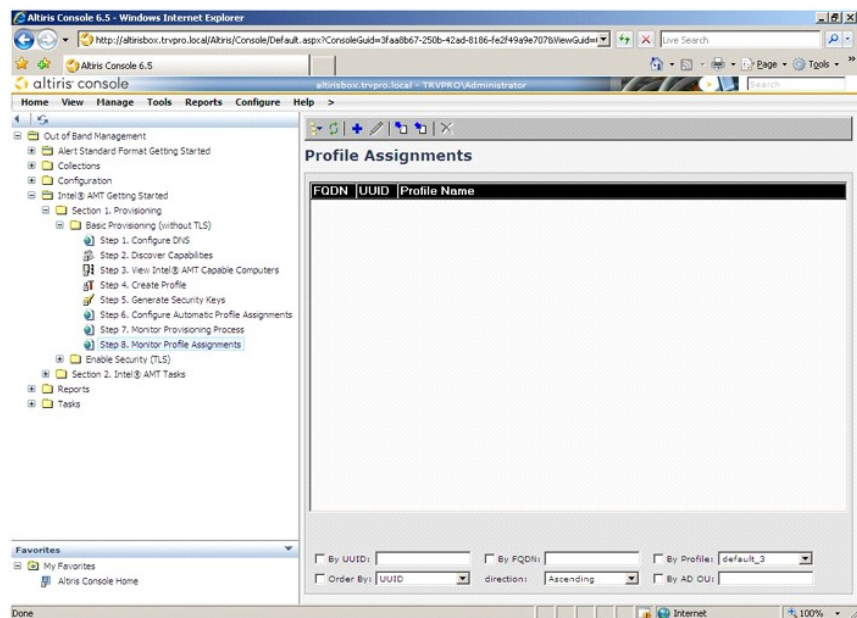 Altiris Console 6.5 - Windows Internet Explorer
http://altirisbox.trvpro.local/Altiris/Console/Default.aspx?ConsoleGuid=3faa8b67-250b-42ad-8186-fe2f49a9e707&ViewGuid=
Live Search
Altiris Console 6.5
Page
Tools
»
altiris console
altirisbox.trvpro.local - TRVPRO\Administrator
Search
Home View Manage Tools Reports Configure Help >
Out of Band Management
Alert Standard Format Getting Started
Collections
Configuration
Intel® AMT Getting Started
Section 1. Provisioning
Basic Provisioning (without TLS)
Step 1. Configure DNS
Step 2. Discover Capabilities
Step 3. View Intel® AMT Capable Computers
Step 4. Create Profile
Step 5. Generate Security Keys
Step 6. Configure Automatic Profile Assignments
Step 7. Monitor Provisioning Process
Step 8. Monitor Profile Assignments
Enable Security (TLS)
Section 2. Intel® AMT Tasks
Reports
Tasks
Profile Assignments
FQDN UUID Profile Name
Favorites
My Favorites
Altiris Console Home
By UUID: By FQDN: By Profile: default_3
Order By: UUID direction: Ascending By AD OU:
Done Internet 100%